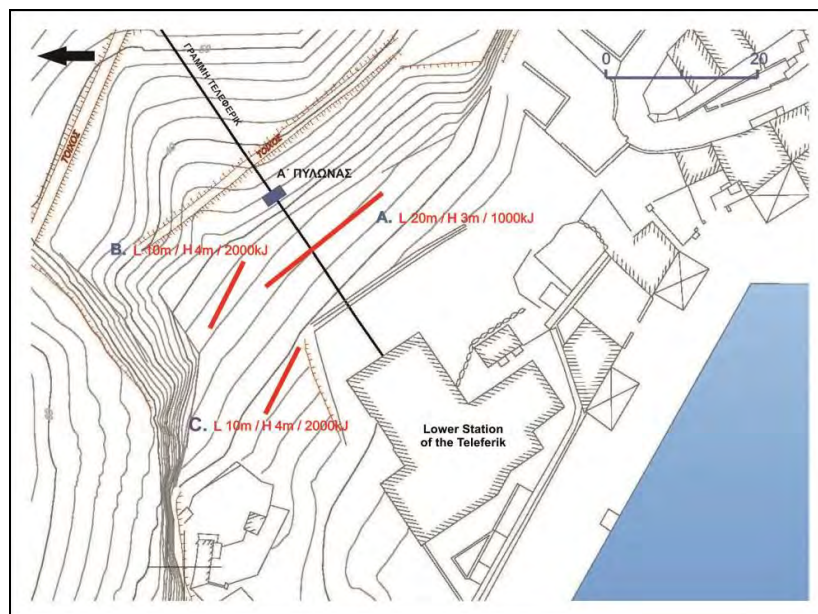 0 20
ΓΡΑΜΜΗ ΤΕΛΕΦΕΡΙΚ
ΤΟΙΧΟΣ
ΤΟΙΧΟΣ
Α΄ ΠΥΛΩΝΑΣ
A. L 20m / H 3m / 1000kJ
B. L 10m / H 4m / 2000kJ
C. L 10m / H 4m / 2000kJ
Lower Station
of the Teleferik